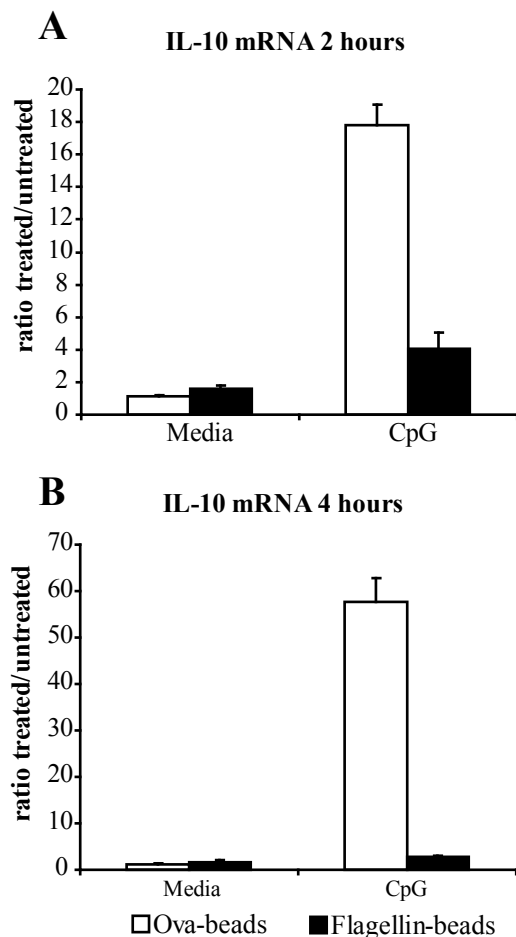 A
IL-10 mRNA 2 hours
ratio treated/untreated
20
18
16
14
12
10
8
6
4
2
0
Media CpG
B
IL-10 mRNA 4 hours
ratio treated/untreated
70
60
50
40
30
20
10
0
Media CpG
Ova-beads Flagellin-beads